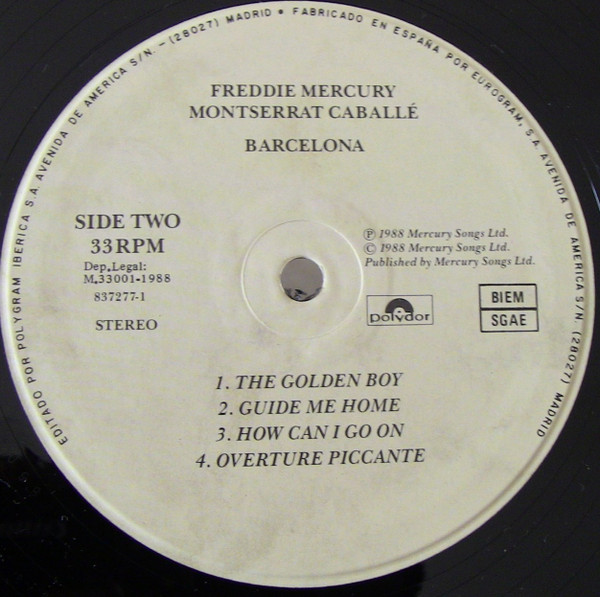 EDITADO POR POLYGRAM IBERICA S.A. AVENIDA DE AMERICA S/N. - (28027) MADRID • FABRICADO EN ESPAÑA POR EUROGRAM, S.A. AVENIDA DE AMERICA S/N (28027) MADRID
FREDDIE MERCURY
MONTSERRAT CABALLÉ
BARCELONA
SIDE TWO
33RPM
Dep.Legal:
M.33001-1988
837277-1
STEREO
Ⓟ 1988 Mercury Songs Ltd.
© 1988 Mercury Songs Ltd.
Published by Mercury Songs Ltd.
polydor
BIEM
SGAE
1. THE GOLDEN BOY
2. GUIDE ME HOME
3. HOW CAN I GO ON
4. OVERTURE PICCANTE